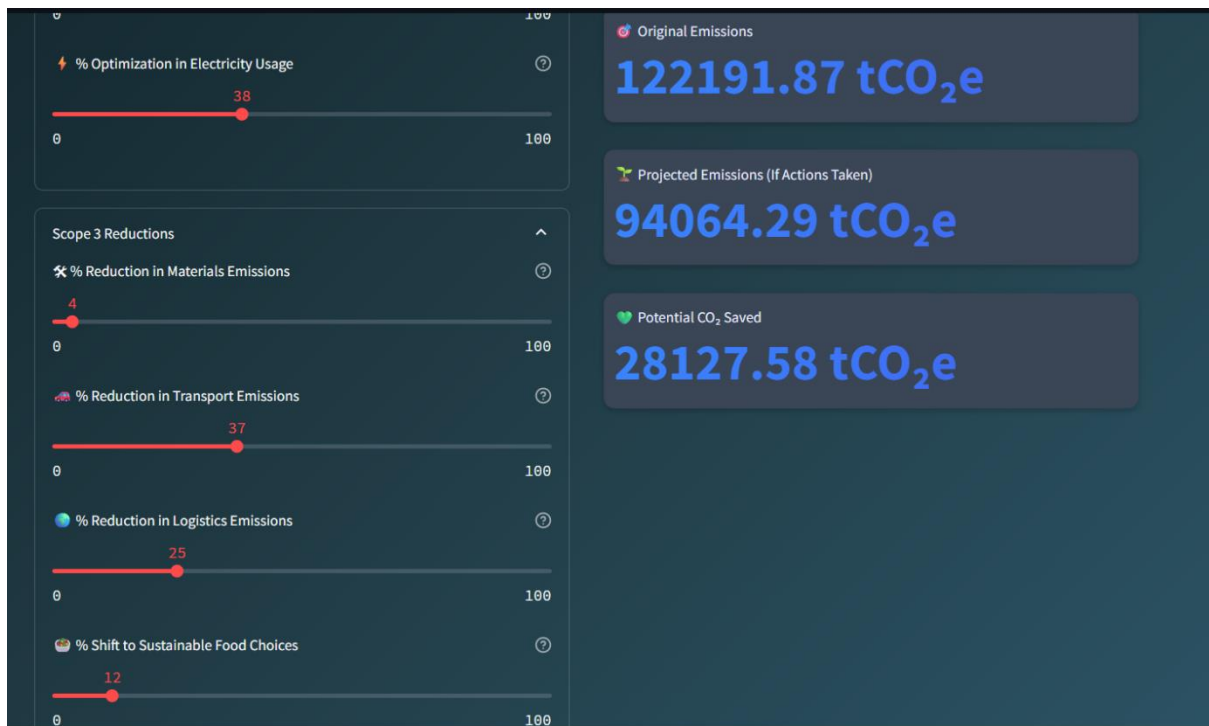 0 100
⚡ % Optimization in Electricity Usage
38
0 100
Scope 3 Reductions
🛠 % Reduction in Materials Emissions
4
0 100
🚗 % Reduction in Transport Emissions
37
0 100
🌍 % Reduction in Logistics Emissions
25
0 100
🥗 % Shift to Sustainable Food Choices
12
0 100
🎯 Original Emissions
122191.87 tCO₂e
🌱 Projected Emissions (If Actions Taken)
94064.29 tCO₂e
💚 Potential CO₂ Saved
28127.58 tCO₂e